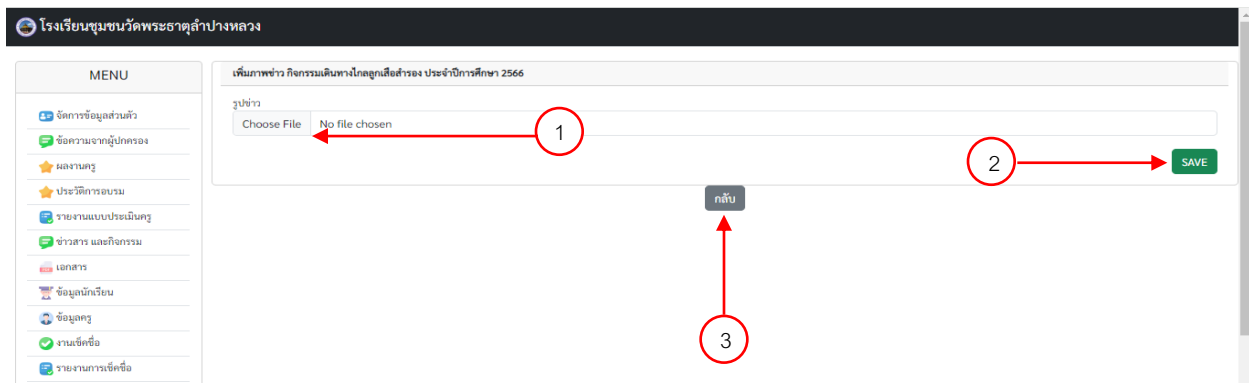 โรงเรียนชุมชนวัดพระธาตุลำปางหลวง
MENU
จัดการข้อมูลส่วนตัว
ข้อความจากผู้ปกครอง
ผลงานครู
ประวัติการอบรม
รายงานแบบประเมินครู
ข่าวสาร และกิจกรรม
เอกสาร
ข้อมูลนักเรียน
ข้อมูลครู
งานเช็คชื่อ
รายงานการเช็คชื่อ
เพิ่มภาพข่าว กิจกรรมเดินทางไกลลูกเสือสำรอง ประจำปีการศึกษา 2566
รูปข่าว
Choose File No file chosen
1
2
SAVE
กลับ
3